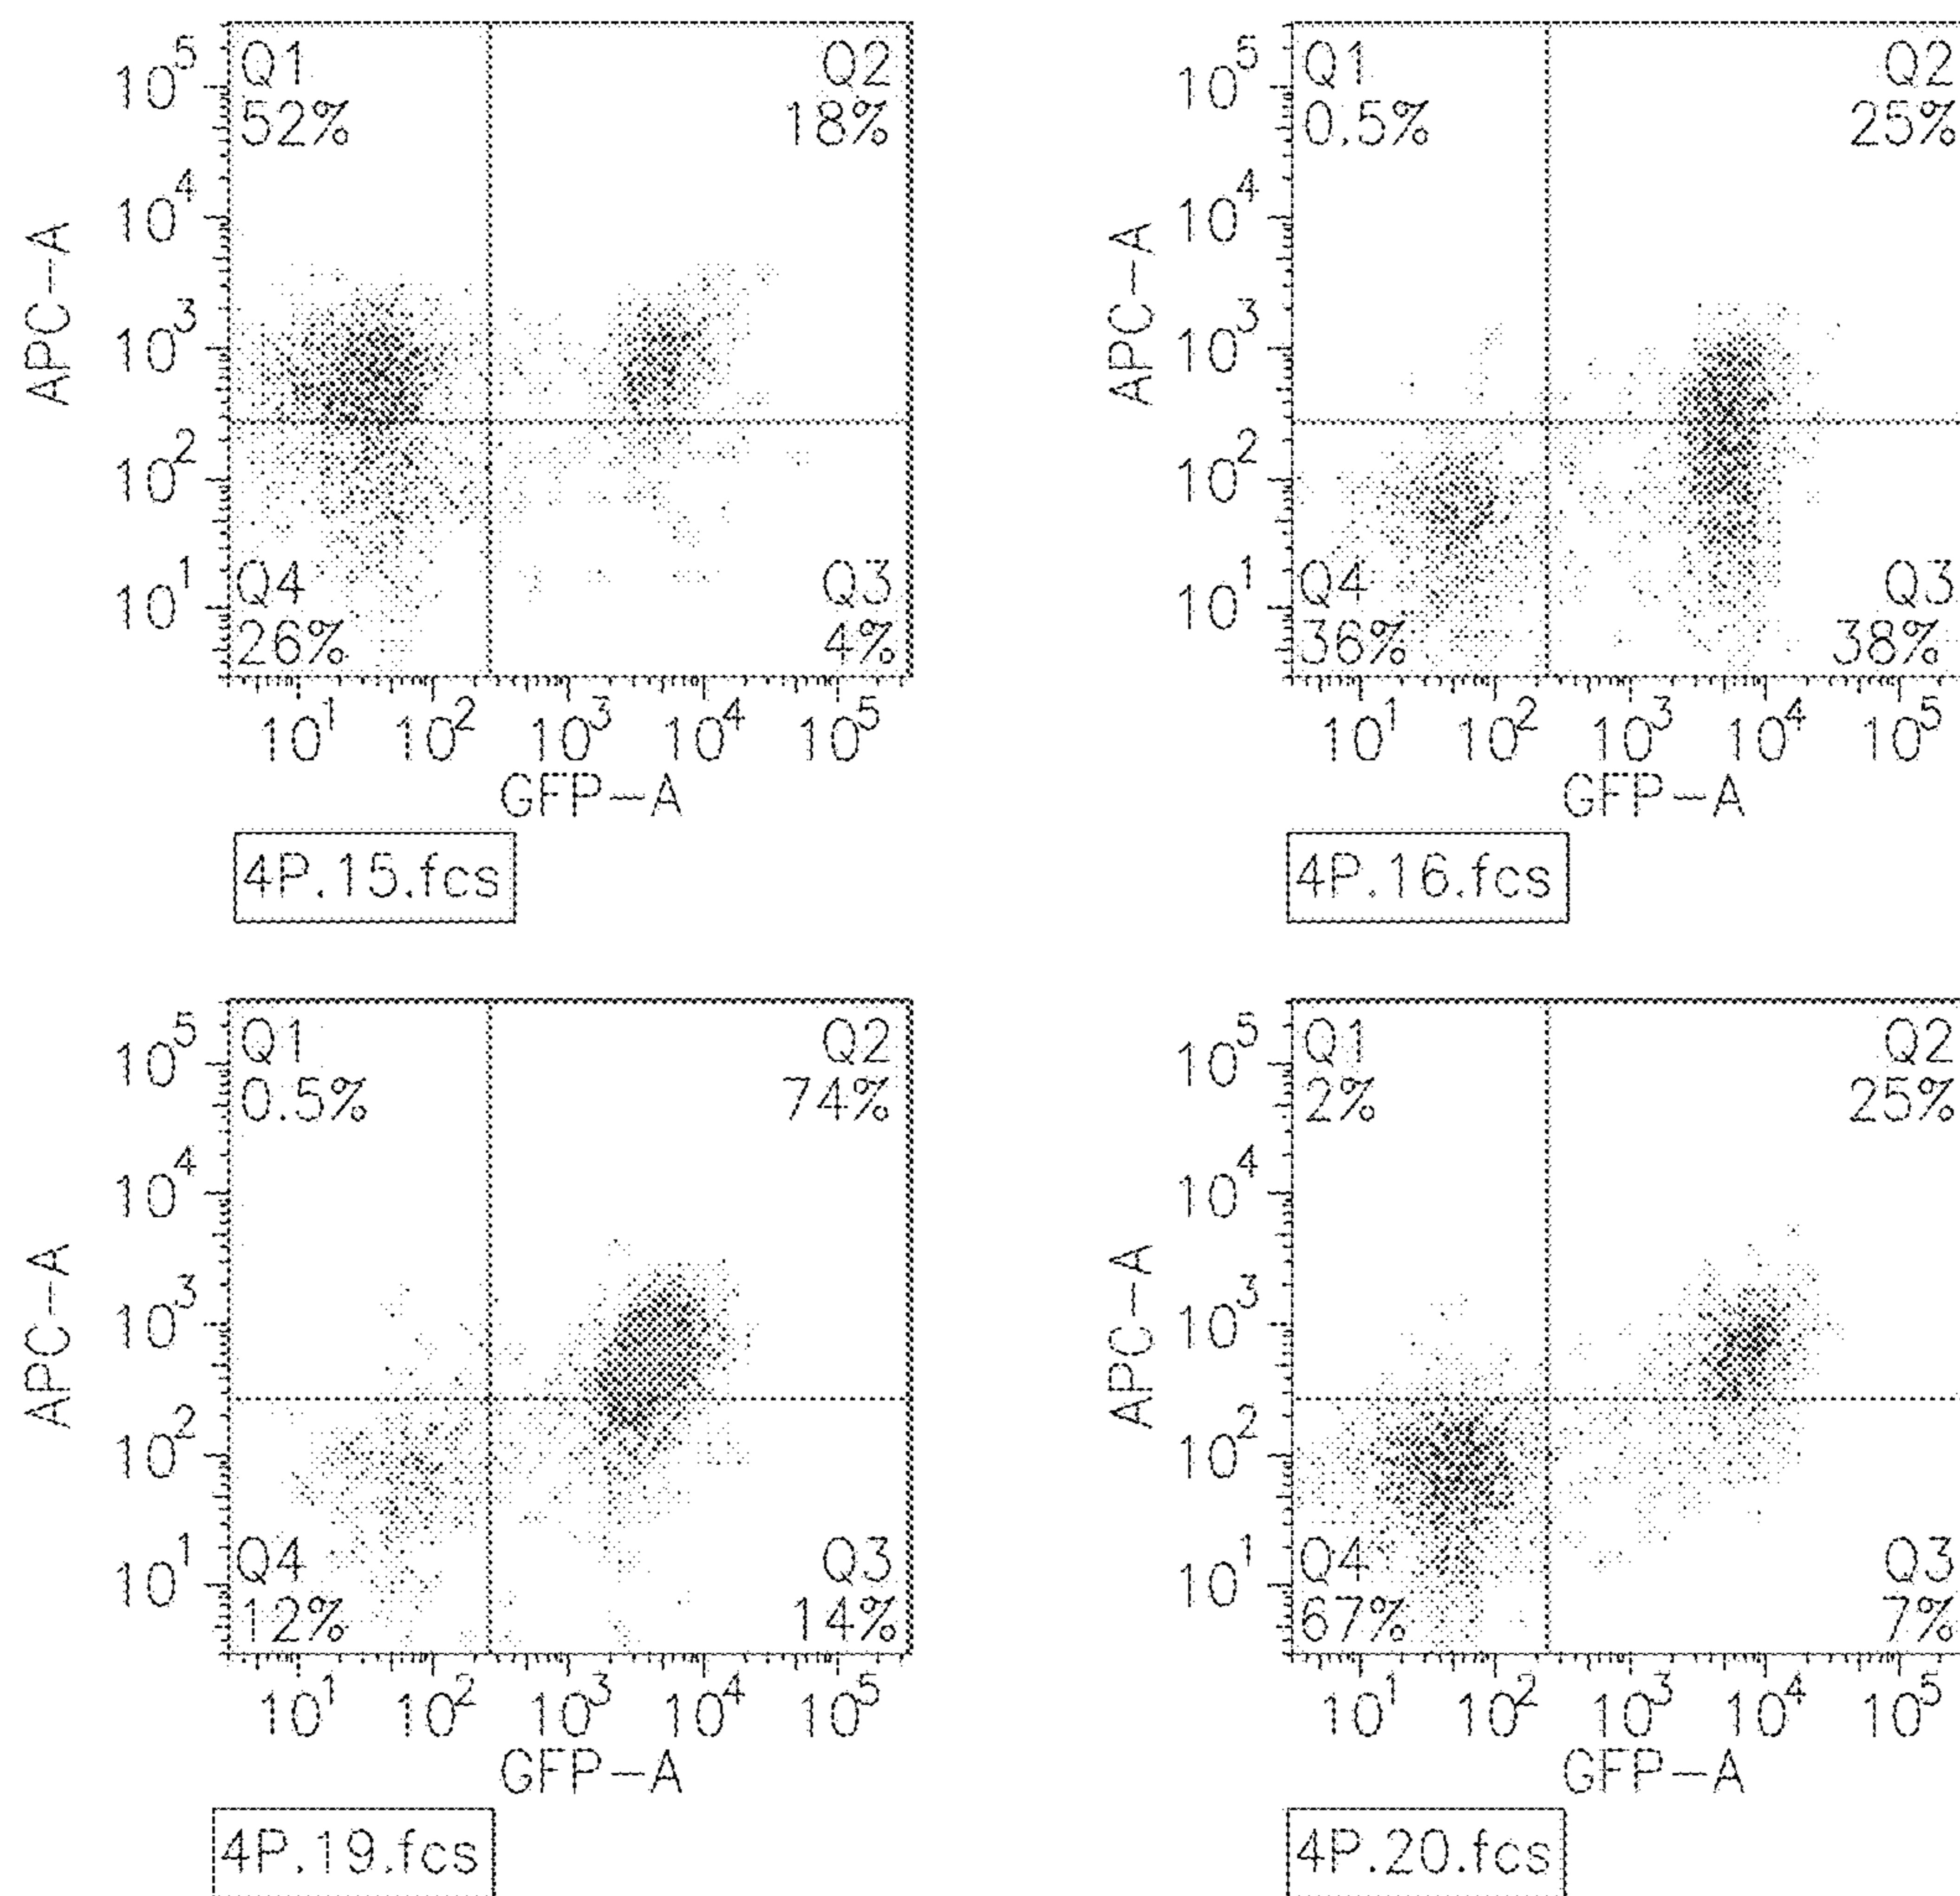 Q1 Q2
52% 18%
10^5
10^4
10^3
10^2
10^1
APC-A
Q4 Q3
26% 4%
10^1 10^2 10^3 10^4 10^5
GFP-A
4P.15.fcs
Q1 Q2
0.5% 25%
10^5
10^4
10^3
10^2
10^1
APC-A
Q4 Q3
36% 38%
10^1 10^2 10^3 10^4 10^5
GFP-A
4P.16.fcs
Q1 Q2
0.5% 74%
10^5
10^4
10^3
10^2
10^1
APC-A
Q4 Q3
12% 14%
10^1 10^2 10^3 10^4 10^5
GFP-A
4P.19.fcs
Q1 Q2
2% 25%
10^5
10^4
10^3
10^2
10^1
APC-A
Q4 Q3
67% 7%
10^1 10^2 10^3 10^4 10^5
GFP-A
4P.20.fcs